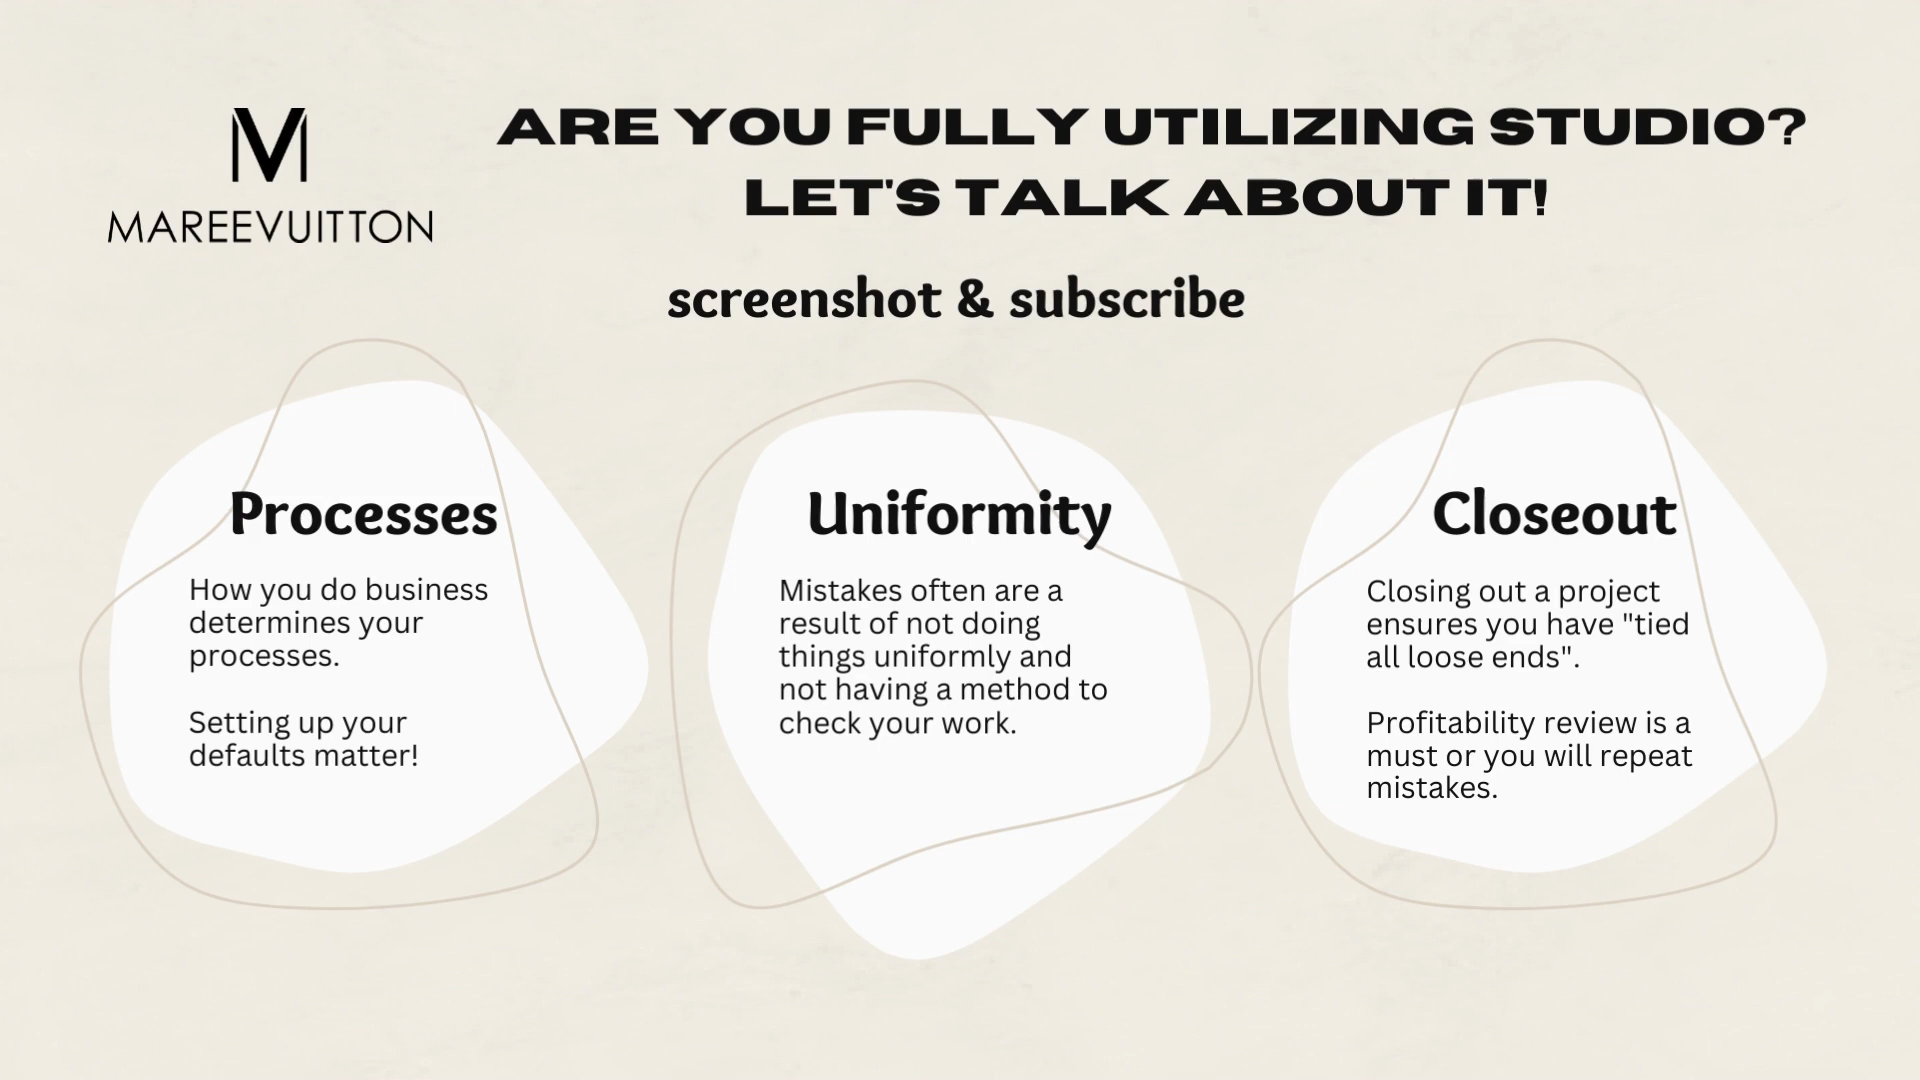 M
MAREEVUITTON
ARE YOU FULLY UTILIZING STUDIO?
LET'S TALK ABOUT IT!
screenshot & subscribe
Processes
How you do business
determines your
processes.
Setting up your
defaults matter!
Uniformity
Mistakes often are a
result of not doing
things uniformly and
not having a method to
check your work.
Closeout
Closing out a project
ensures you have "tied
all loose ends".
Profitability review is a
must or you will repeat
mistakes.